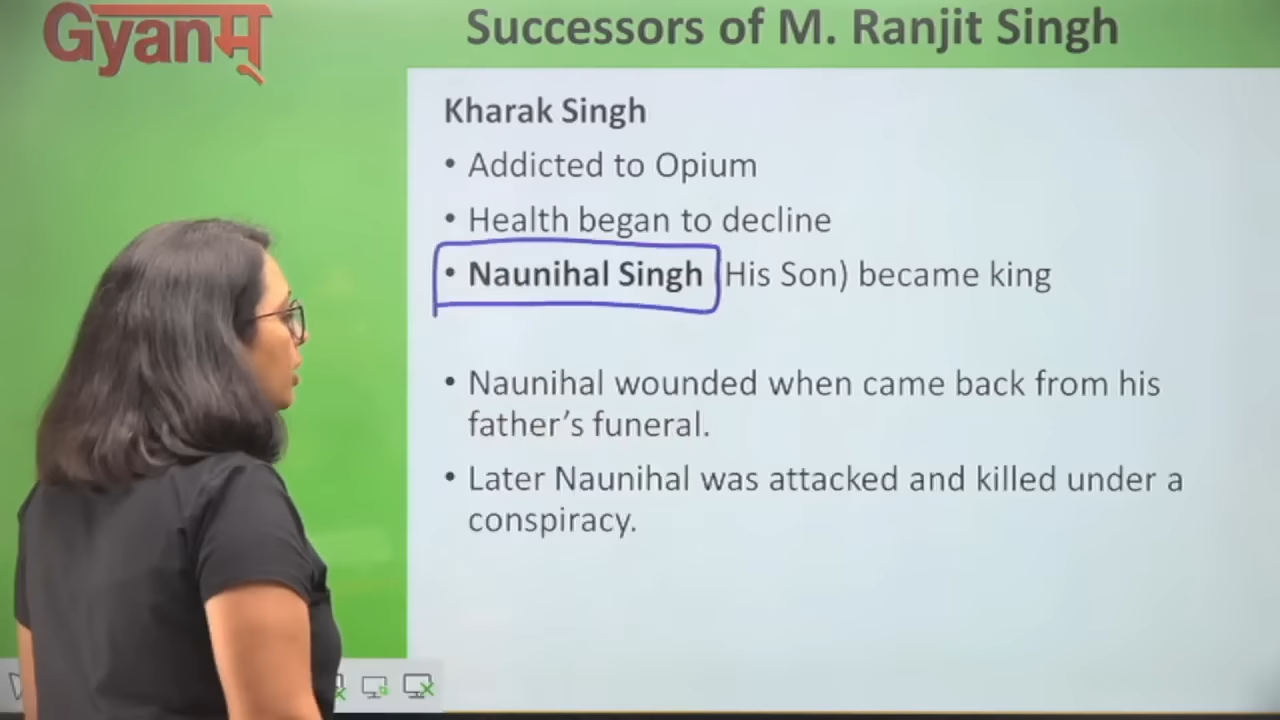 Gyanम्
Successors of M. Ranjit Singh
Kharak Singh
• Addicted to Opium
• Health began to decline
• Naunihal Singh (His Son) became king
• Naunihal wounded when came back from his
father's funeral.
• Later Naunihal was attacked and killed under a
conspiracy.